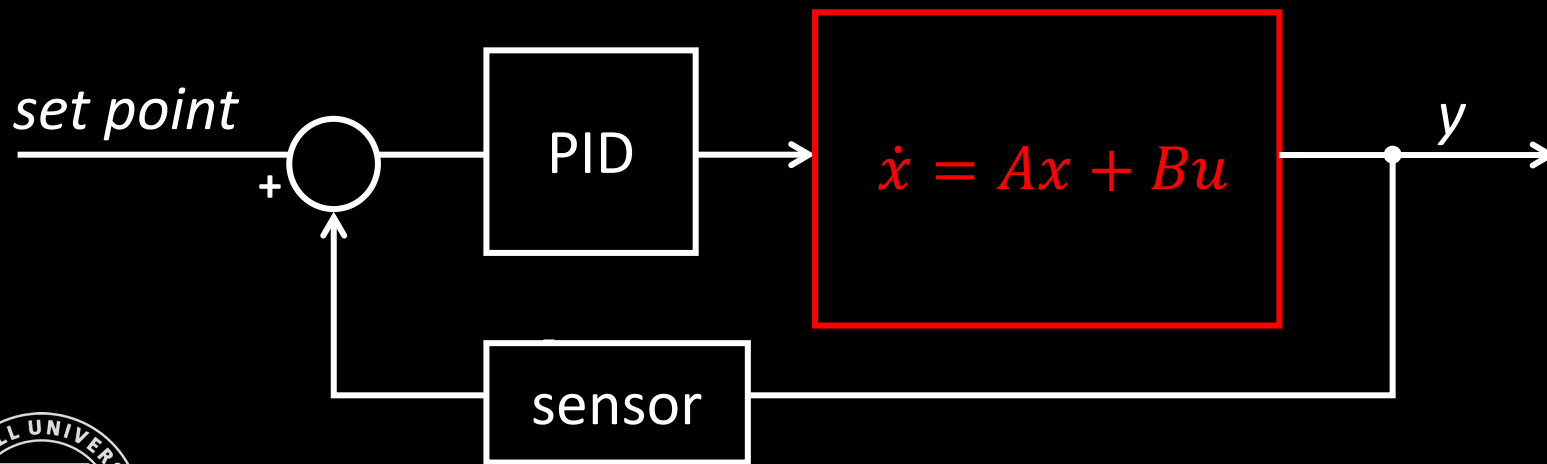 set point
+
PID
ẋ = Ax + Bu
y
sensor